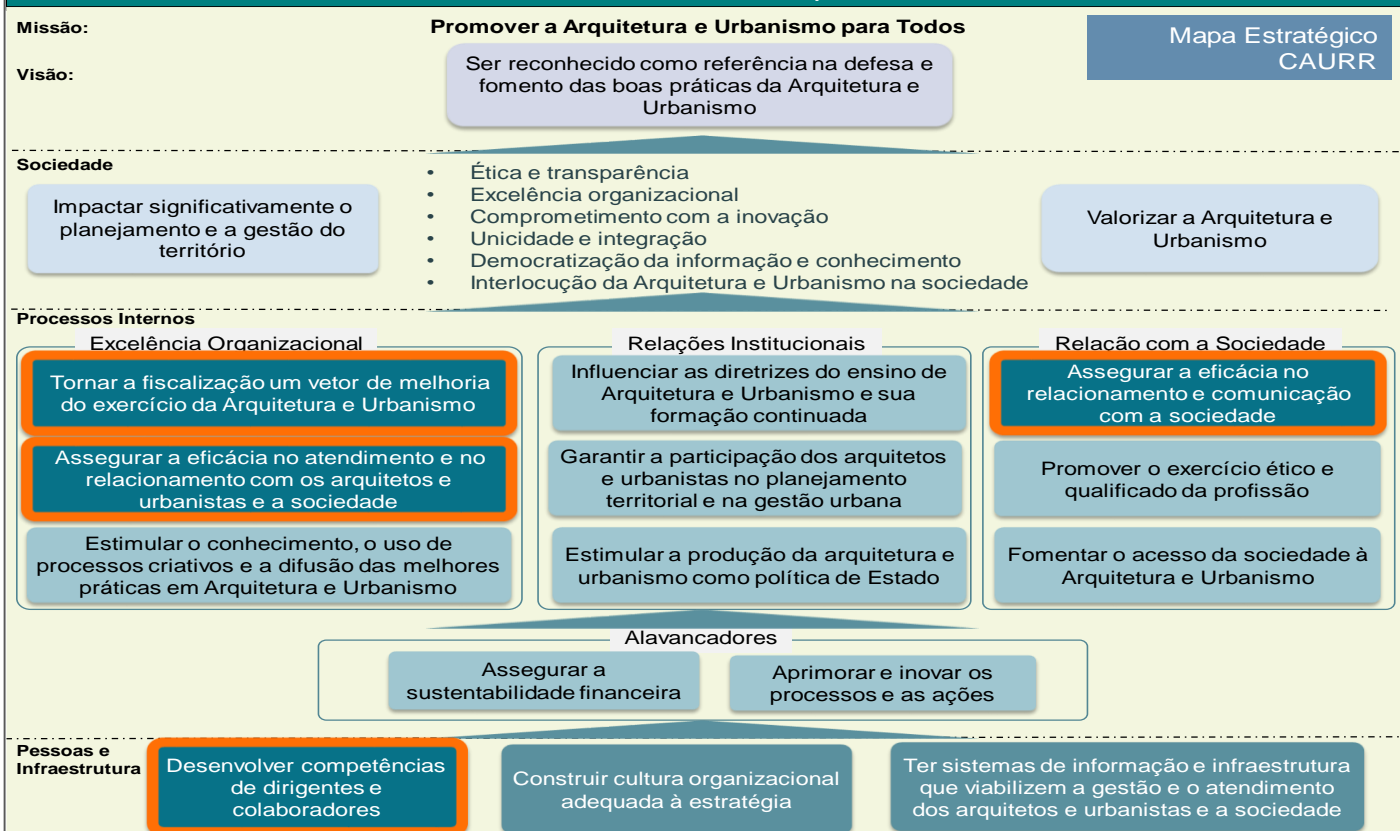 Missão:
Promover a Arquitetura e Urbanismo para Todos
Mapa Estratégico
CAURR
Visão:
Ser reconhecido como referência na defesa e
fomento das boas práticas da Arquitetura e
Urbanismo
Sociedade
Impactar significativamente o
planejamento e a gestão do
território
• Ética e transparência
• Excelência organizacional
• Comprometimento com a inovação
• Unicidade e integração
• Democratização da informação e conhecimento
• Interlocução da Arquitetura e Urbanismo na sociedade
Valorizar a Arquitetura e
Urbanismo
Processos Internos
Excelência Organizacional
Tornar a fiscalização um vetor de melhoria
do exercício da Arquitetura e Urbanismo
Assegurar a eficácia no atendimento e no
relacionamento com os arquitetos e
urbanistas e a sociedade
Estimular o conhecimento, o uso de
processos criativos e a difusão das melhores
práticas em Arquitetura e Urbanismo
Relações Institucionais
Influenciar as diretrizes do ensino de
Arquitetura e Urbanismo e sua
formação continuada
Garantir a participação dos arquitetos
e urbanistas no planejamento
territorial e na gestão urbana
Estimular a produção da arquitetura e
urbanismo como política de Estado
Relação com a Sociedade
Assegurar a eficácia no
relacionamento e comunicação
com a sociedade
Promover o exercício ético e
qualificado da profissão
Fomentar o acesso da sociedade à
Arquitetura e Urbanismo
Alavancadores
Assegurar a
sustentabilidade financeira
Aprimorar e inovar os
processos e as ações
Pessoas e
Infraestrutura
Desenvolver competências
de dirigentes e
colaboradores
Construir cultura organizacional
adequada à estratégia
Ter sistemas de informação e infraestrutura
que viabilizem a gestão e o atendimento
dos arquitetos e urbanistas e a sociedade